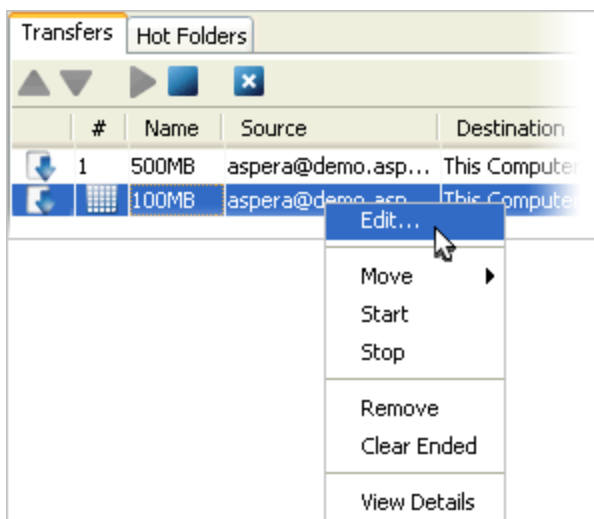 Transfers Hot Folders
# Name Source Destination
1 500MB aspera@demo.asp... This Computer
100MB aspera@demo.asp... This Computer
Edit...
Move
Start
Stop
Remove
Clear Ended
View Details